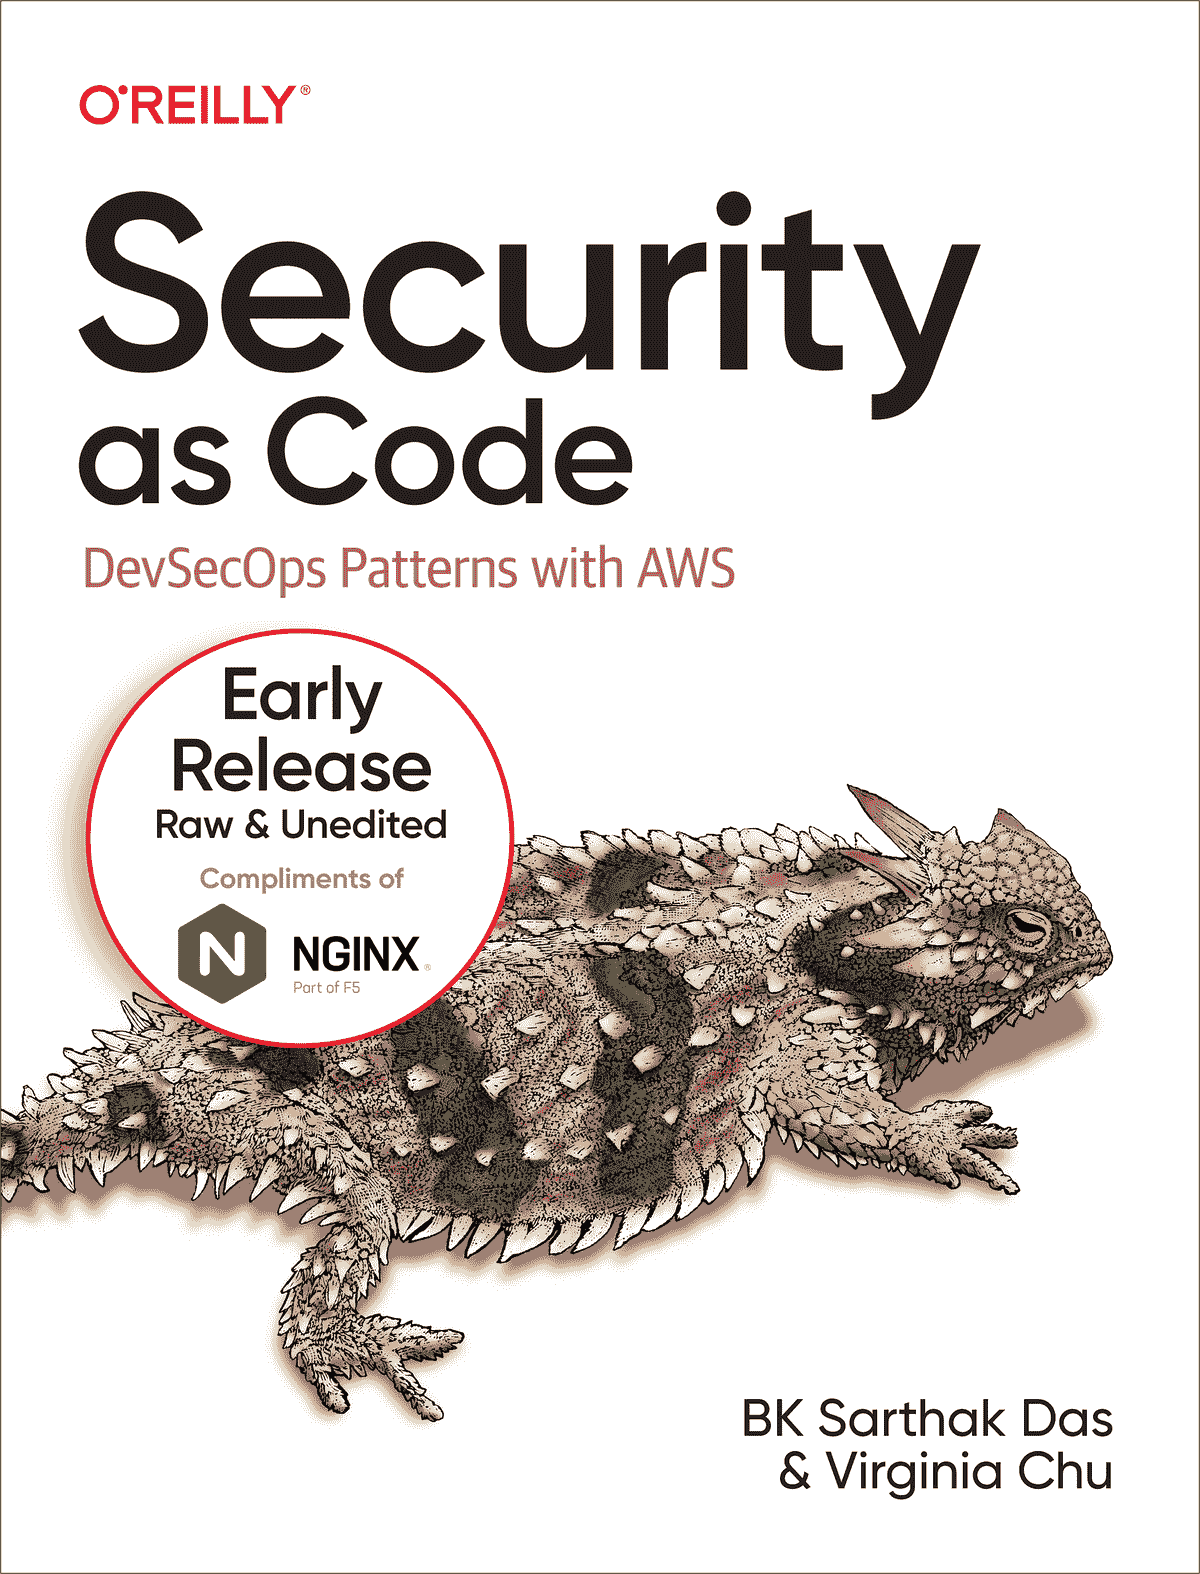 O'REILLY®
Security
as Code
DevSecOps Patterns with AWS
Early
Release
Raw & Unedited
Compliments of
N NGINX®
Part of F5
BK Sarthak Das
& Virginia Chu